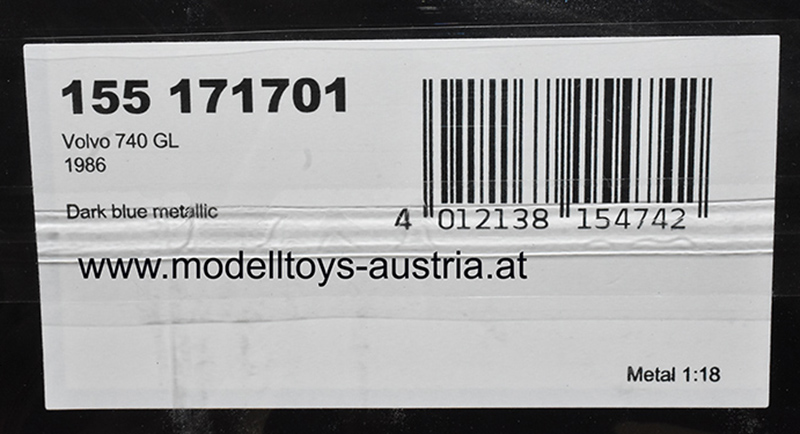 155 171701
Volvo 740 GL
1986
Dark blue metallic
4 012138 154742
www.modelltoys-austria.at
Metal 1:18